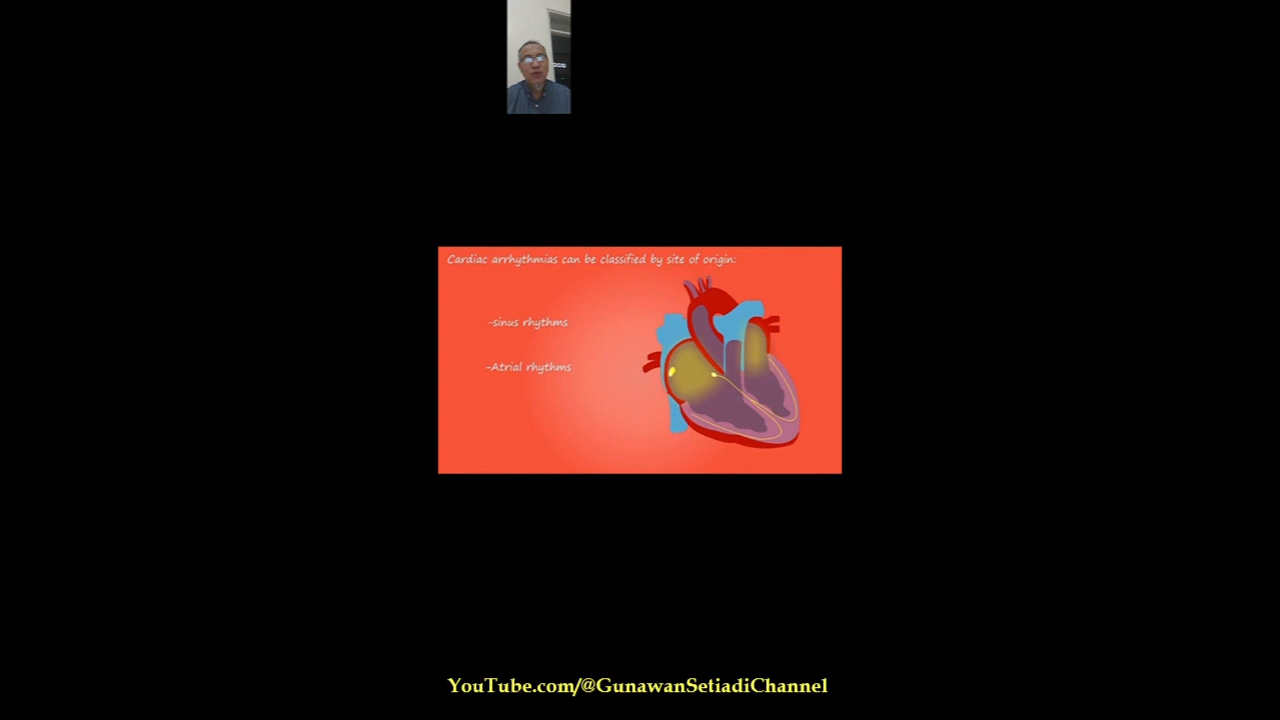 Cardiac arrhythmias can be classified by site of origin:
-sinus rhythms
-Atrial rhythms
YouTube.com/@GunawanSetiadiChannel